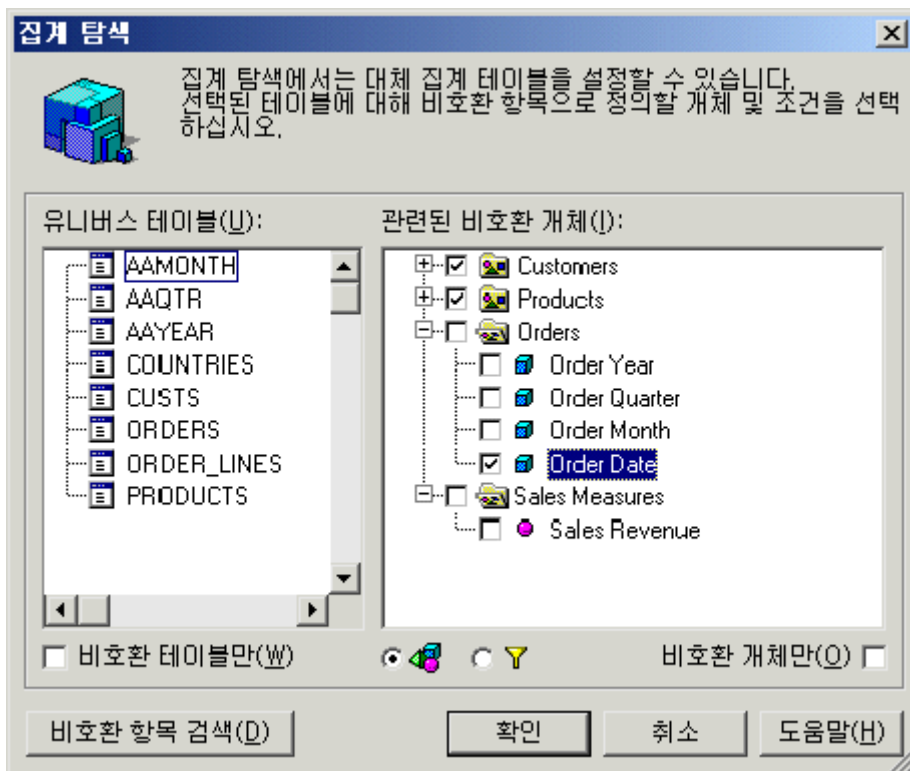 집계 탐색
집계 탐색에서는 대체 집계 테이블을 설정할 수 있습니다.
선택된 테이블에 대해 비호환 항목으로 정의할 개체 및 조건을 선택
하십시오.
유니버스 테이블(U):
AAMONTH
AAQTR
AAYEAR
COUNTRIES
CUSTS
ORDERS
ORDER_LINES
PRODUCTS
관련된 비호환 개체(I):
Customers
Products
Orders
Order Year
Order Quarter
Order Month
Order Date
Sales Measures
Sales Revenue
비호환 테이블만(W)
비호환 개체만(O)
비호환 항목 검색(D)
확인
취소
도움말(H)